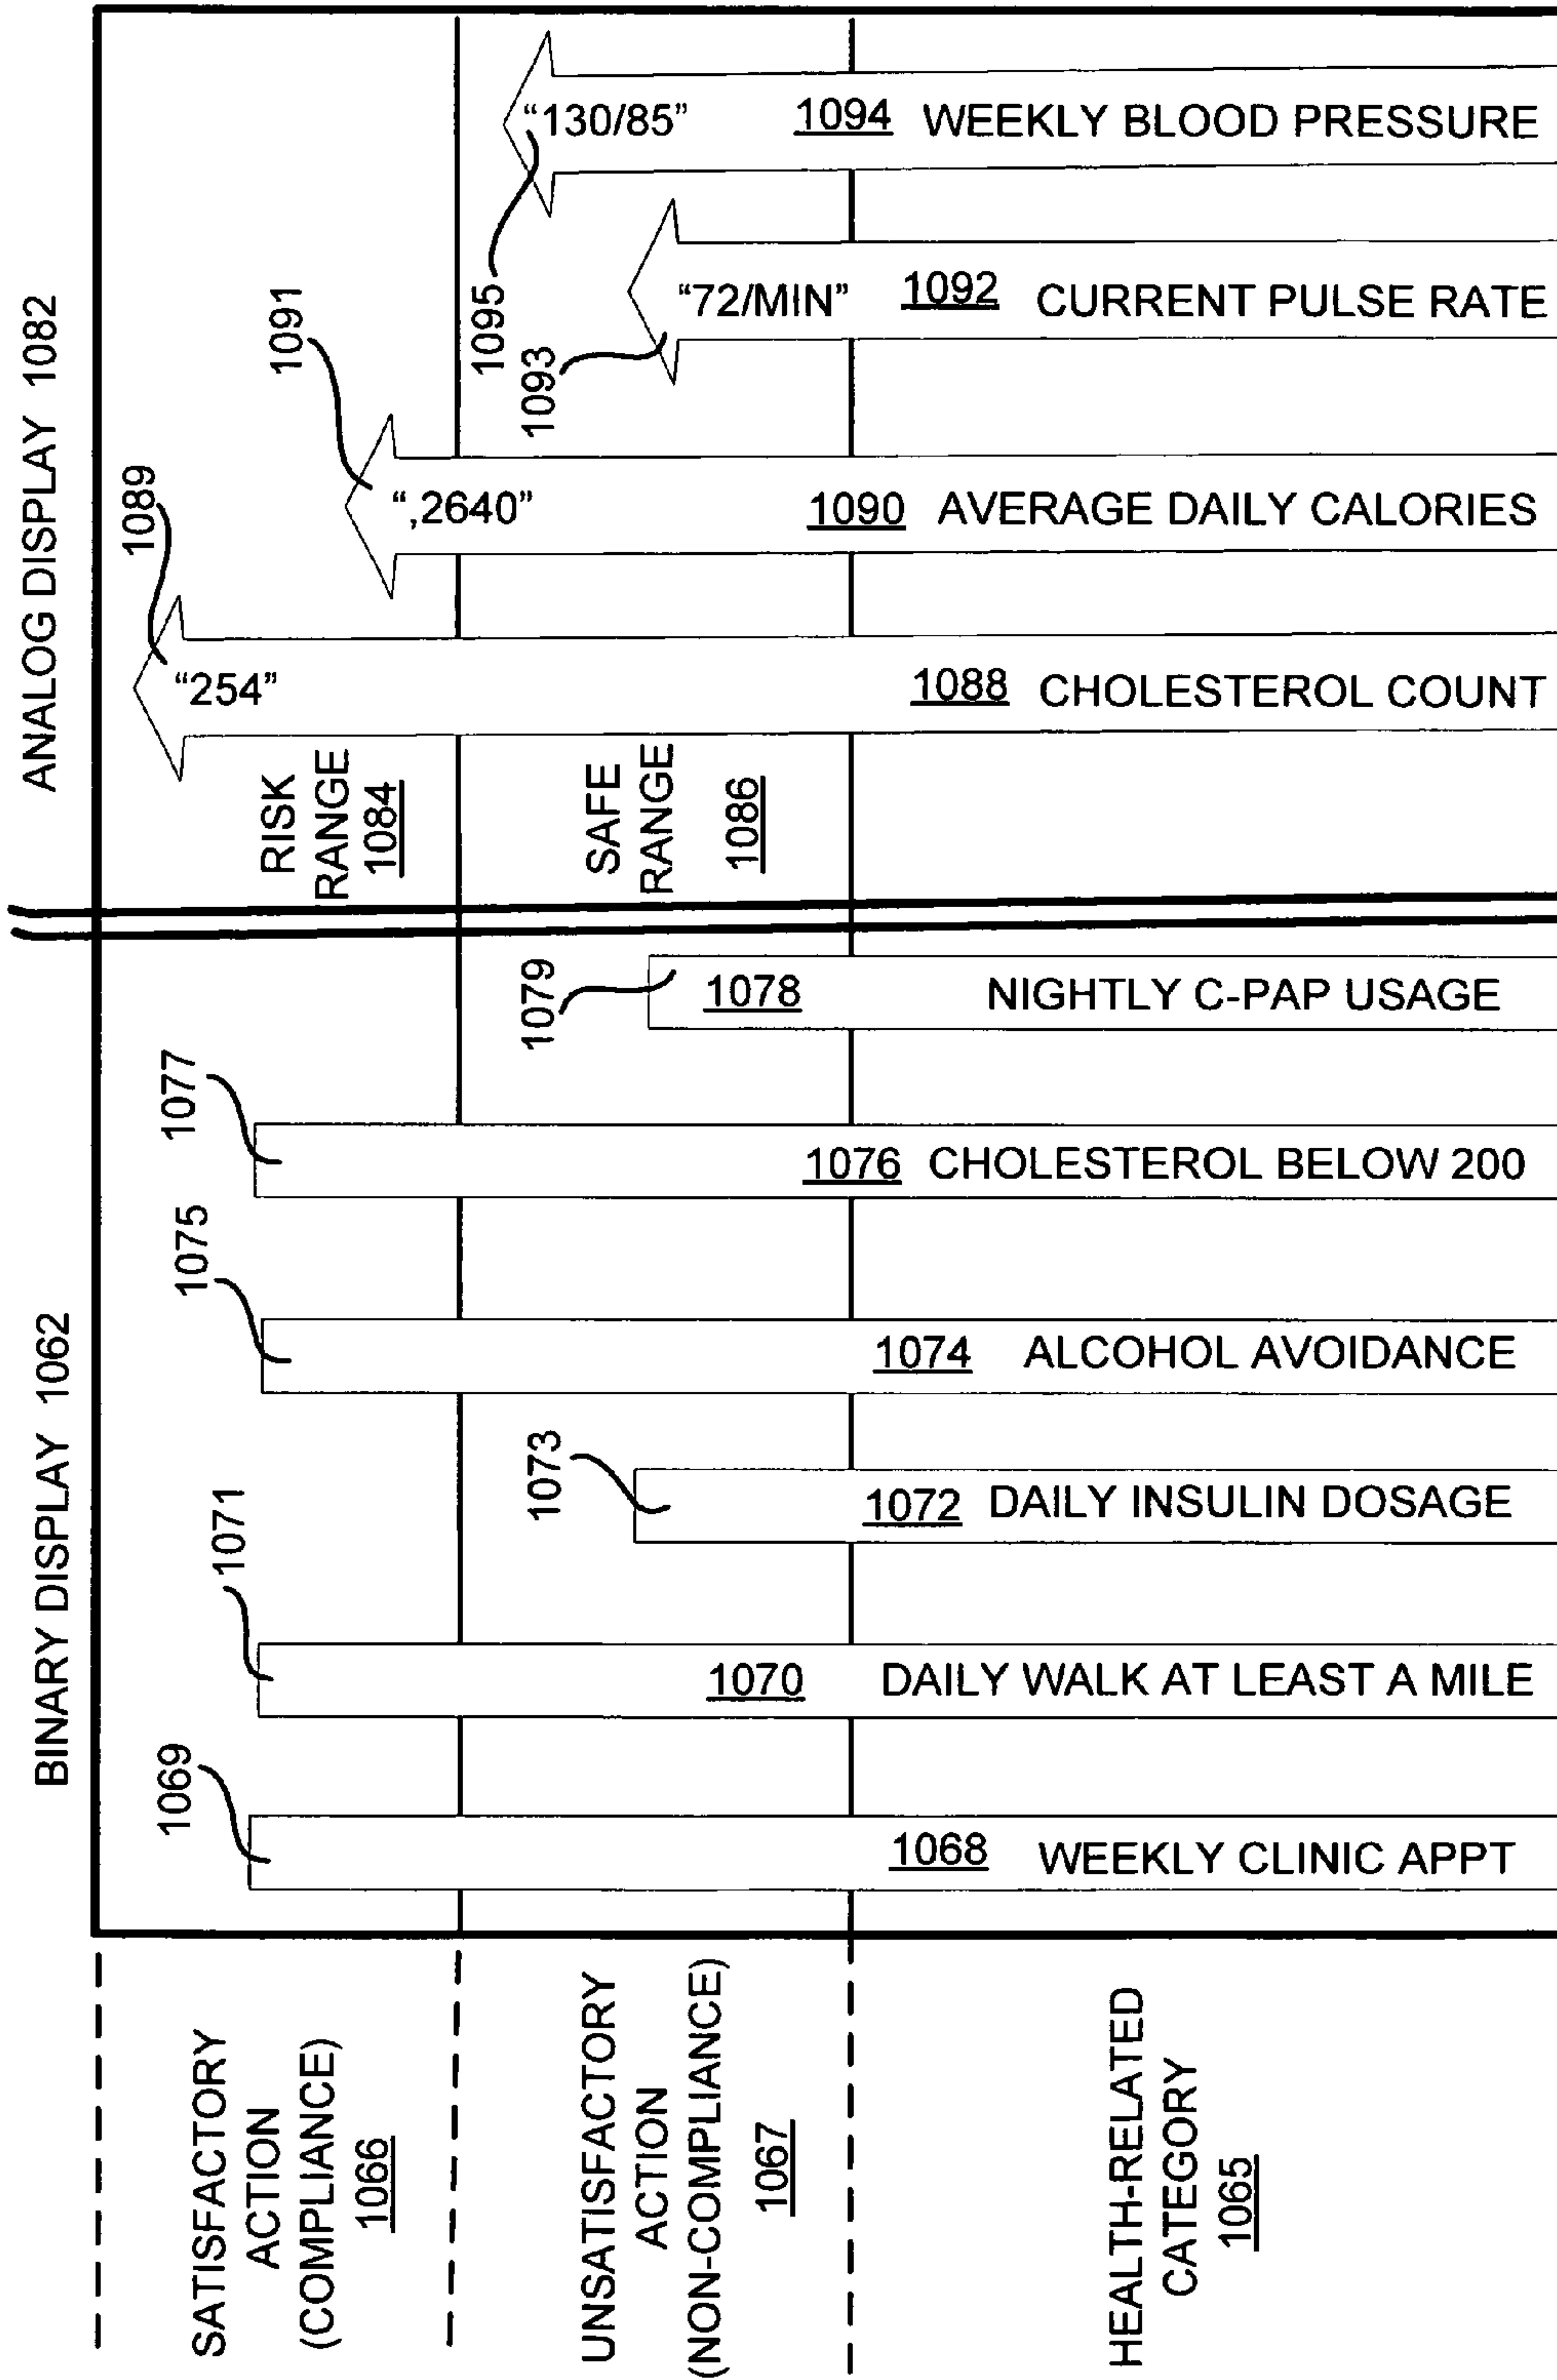 BINARY DISPLAY 1062
ANALOG DISPLAY 1082
SATISFACTORY
ACTION
(COMPLIANCE)
1066
UNSATISFACTORY
ACTION
(NON-COMPLIANCE)
1067
HEALTH-RELATED
CATEGORY
1065
1069
1068 WEEKLY CLINIC APPT
1071
1070 DAILY WALK AT LEAST A MILE
1073
1072 DAILY INSULIN DOSAGE
1075
1074 ALCOHOL AVOIDANCE
1077
1076 CHOLESTEROL BELOW 200
1079
1078 NIGHTLY C-PAP USAGE
RISK
RANGE
1084
SAFE
RANGE
1086
1089
“254”
1088 CHOLESTEROL COUNT
1091
“,2640”
1090 AVERAGE DAILY CALORIES
1093
“72/MIN”
1092 CURRENT PULSE RATE
1095
“130/85”
1094 WEEKLY BLOOD PRESSURE